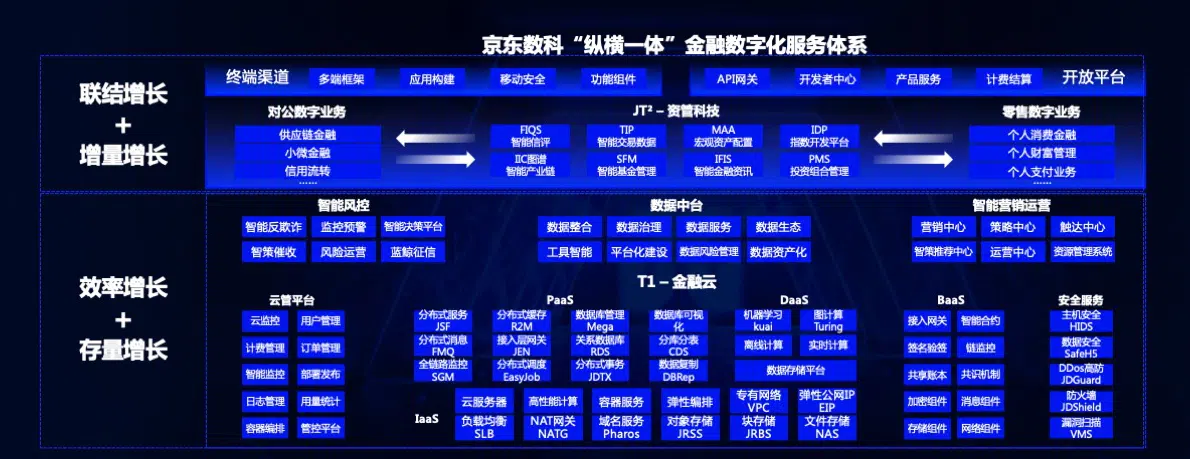 京东数科“纵横一体”金融数字化服务体系
联结增长
+
增量增长
终端渠道 多端框架 应用构建 移动安全 功能组件
API网关 开发者中心 产品服务 计费结算 开放平台
对公数字业务
供应链金融
小微金融
信用流转
......
JT² – 资管科技
FIQS
智能信评
TIP
智能交易数据
MAA
宏观资产配置
IDP
指数开发平台
IIC图谱
智能产业链
SFM
智能基金管理
IFIS
智能金融资讯
PMS
投资组合管理
零售数字业务
个人消费金融
个人财富管理
个人支付业务
......
效率增长
+
存量增长
智能风控
智能反欺诈 监控预警 智能决策平台
智策催收 风险运营 蓝鲸征信
数据中台
数据整合 数据治理 数据服务 数据生态
工具智能 平台化建设 数据风险管理 数据资产化
智能营销运营
营销中心 策略中心 触达中心
智策推荐中心 运营中心 资源管理系统
T1 – 金融云
云管平台
云监控 用户管理
计费管理 订单管理
智能监控 部署发布
日志管理 用量统计
容器编排 管控平台
PaaS
分布式服务
JSF
分布式缓存
R2M
数据库管理
Mega
数据库可视
化
分布式消息
FMQ
接入层网关
JEN
关系数据库
RDS
分库分表
CDS
全链路监控
SGM
分布式调度
EasyJob
分布式事务
JDTX
数据复制
DBRep
DaaS
机器学习
kuai
图计算
Turing
离线计算 实时计算
数据存储平台
IaaS
云服务器 高性能计算 容器服务 弹性编排
专有网络
VPC
弹性公网IP
EIP
负载均衡
SLB
NAT网关
NATG
域名服务
Pharos
对象存储
JRSS
块存储
JRBS
文件存储
NAS
BaaS
接入网关 智能合约
签名验签 链监控
共享账本 共识机制
加密组件 消息组件
存储组件 网络组件
安全服务
主机安全
HIDS
数据安全
SafeH5
DDos高防
JDGuard
防火墙
JDShield
漏洞扫描
VMS